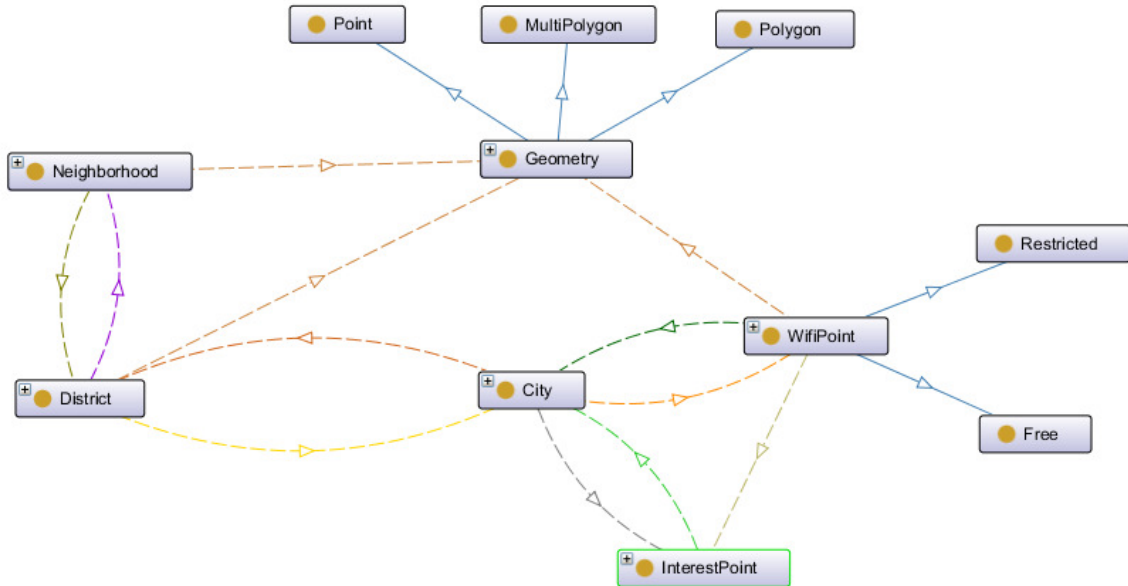 Point
MultiPolygon
Polygon
Neighborhood
Geometry
Restricted
WifiPoint
District
City
Free
InterestPoint